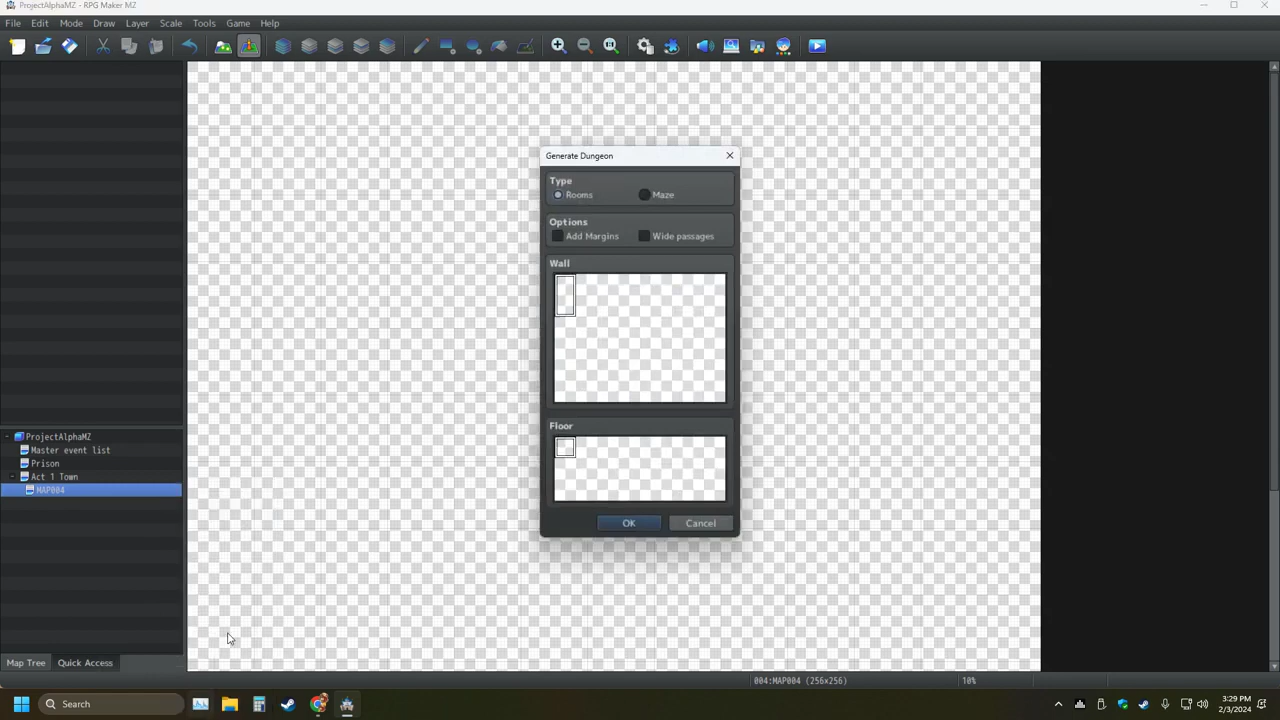 ProjectAlphaMZ - RPG Maker MZ
File Edit Mode Draw Layer Scale Tools Game Help
Generate Dungeon
Type
Rooms Maze
Options
Add Margins Wide passages
Wall
Floor
OK Cancel
ProjectAlphaMZ
Master event list
Prison
Act 1 Town
MAP004
Map Tree Quick Access
004:MAP004 (256x256) 10%
Search
3:29 PM
2/3/2024